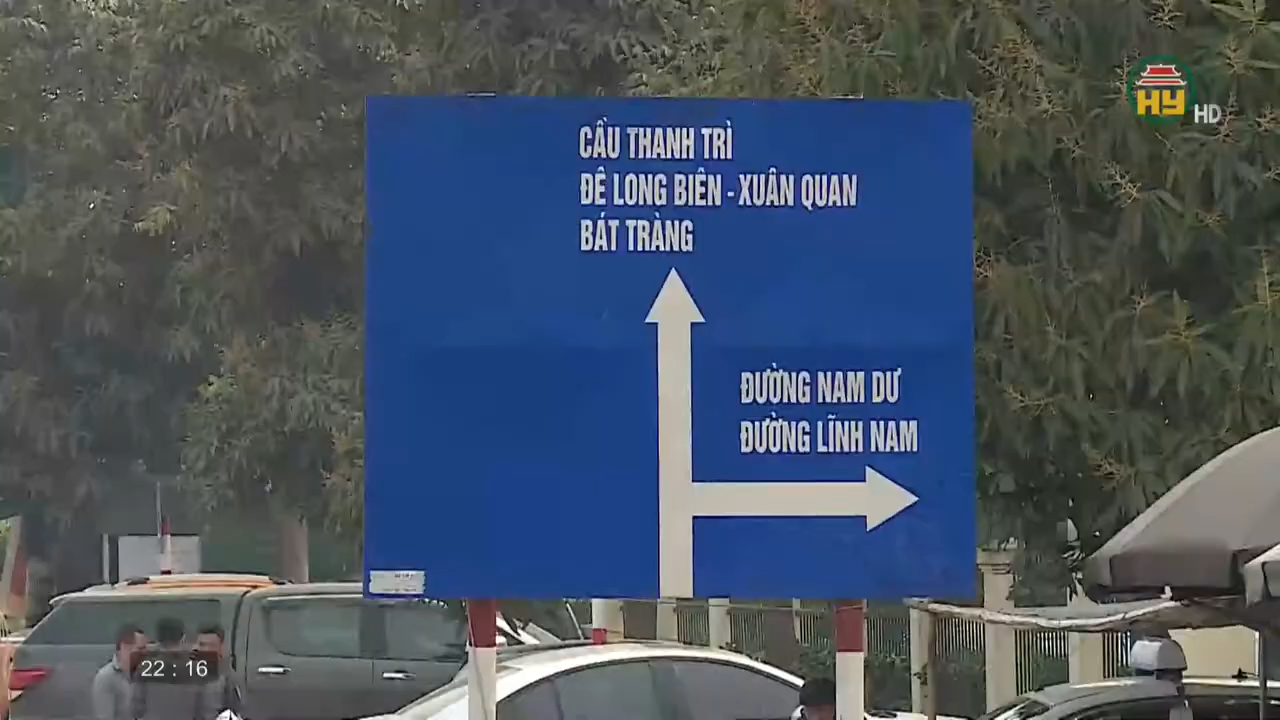 CẦU THANH TRÌ
ĐÊ LONG BIÊN - XUÂN QUAN
BÁT TRÀNG
ĐƯỜNG NAM DƯ
ĐƯỜNG LĨNH NAM
HY HD
22 : 16